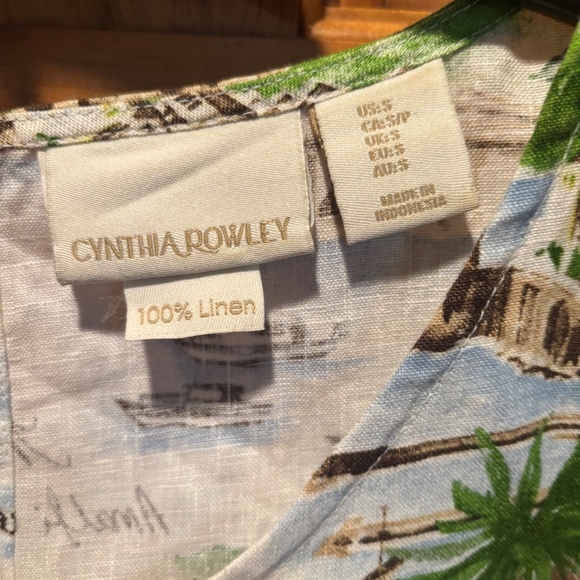 US:S
CA:S/P
UK:S
EU:S
AU:S
MADE IN
INDONESIA
CYNTHIA ROWLEY
100% Linen
Amalfi